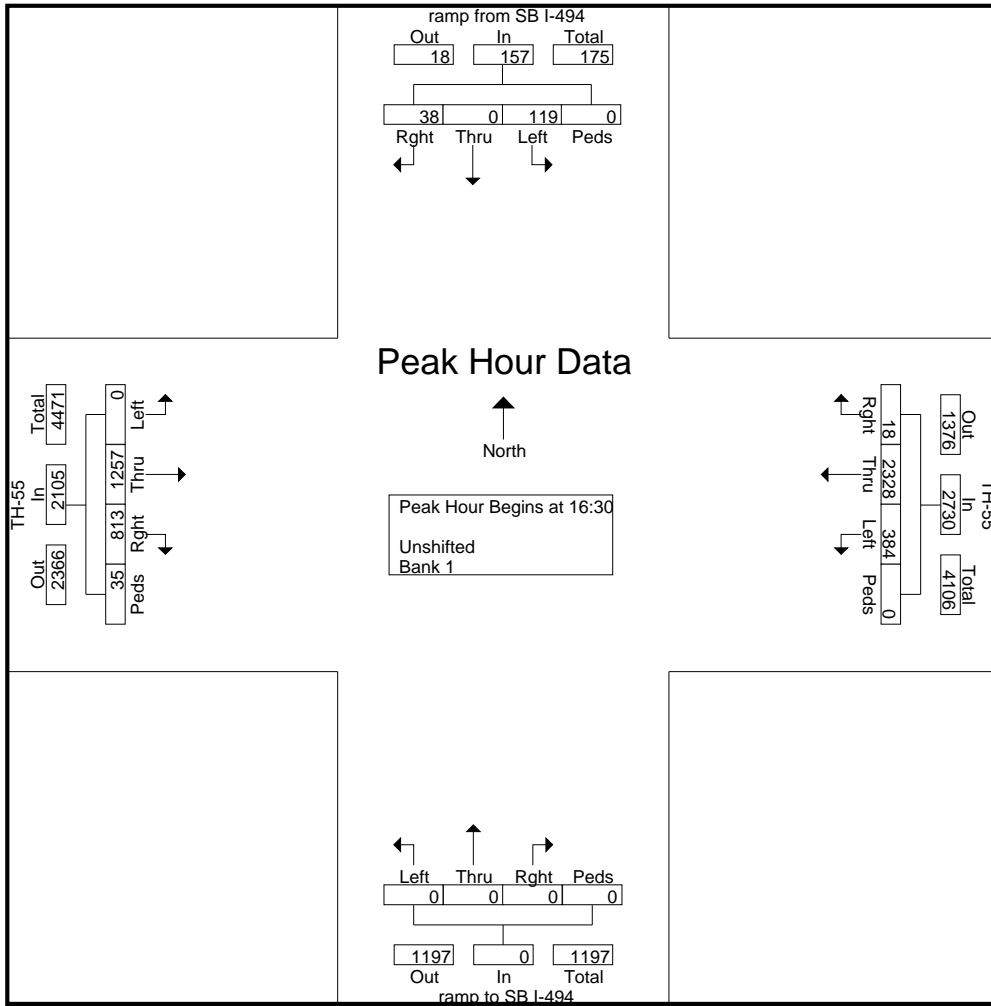 ramp from SB I-494
Out In Total
18 157 175
38 0 119 0
Rght Thru Left Peds
Peak Hour Data
North
Peak Hour Begins at 16:30
Unshifted
Bank 1
TH-55
Total In Out
4471 2105 2366
0 1257 813 35
Left Thru Rght Peds
TH-55
Out In Total
1376 2730 4106
18 2328 384 0
Rght Thru Left Peds
Left Thru Rght Peds
0 0 0 0
1197 0 1197
Out In Total
ramp to SB I-494